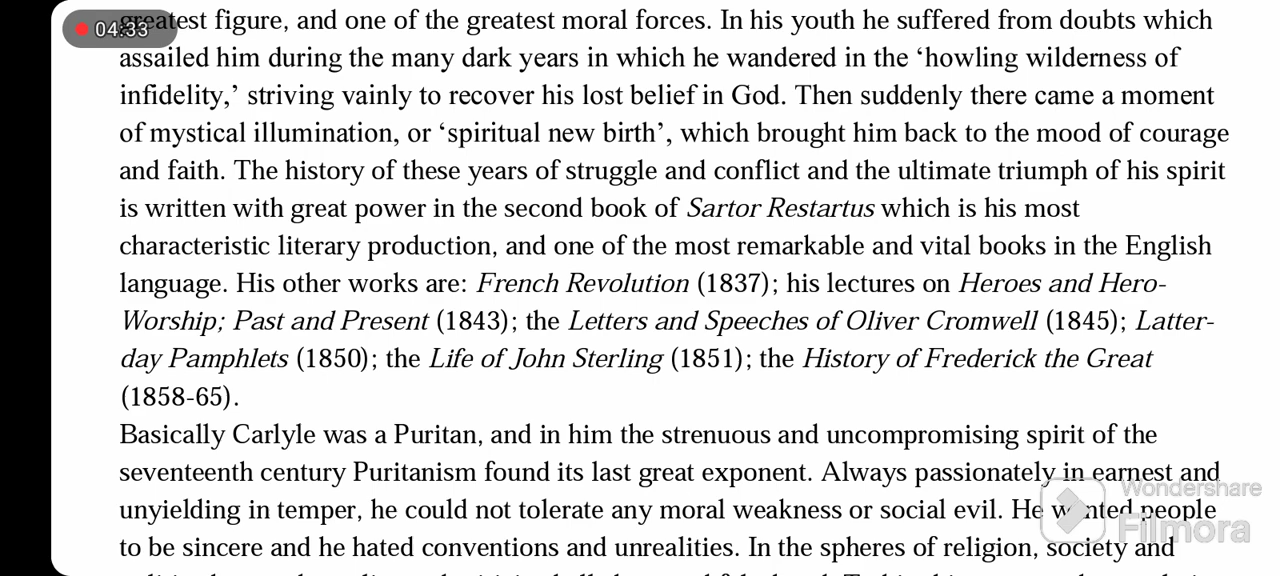 04:33
greatest figure, and one of the greatest moral forces. In his youth he suffered from doubts which
assailed him during the many dark years in which he wandered in the ‘howling wilderness of
infidelity,’ striving vainly to recover his lost belief in God. Then suddenly there came a moment
of mystical illumination, or ‘spiritual new birth’, which brought him back to the mood of courage
and faith. The history of these years of struggle and conflict and the ultimate triumph of his spirit
is written with great power in the second book of Sartor Restartus which is his most
characteristic literary production, and one of the most remarkable and vital books in the English
language. His other works are: French Revolution (1837); his lectures on Heroes and Hero-
Worship; Past and Present (1843); the Letters and Speeches of Oliver Cromwell (1845); Latter-
day Pamphlets (1850); the Life of John Sterling (1851); the History of Frederick the Great
(1858-65).
Basically Carlyle was a Puritan, and in him the strenuous and uncompromising spirit of the
seventeenth century Puritanism found its last great exponent. Always passionately in earnest and
unyielding in temper, he could not tolerate any moral weakness or social evil. He wanted people
to be sincere and he hated conventions and unrealities. In the spheres of religion, society and
Wondershare
Filmora